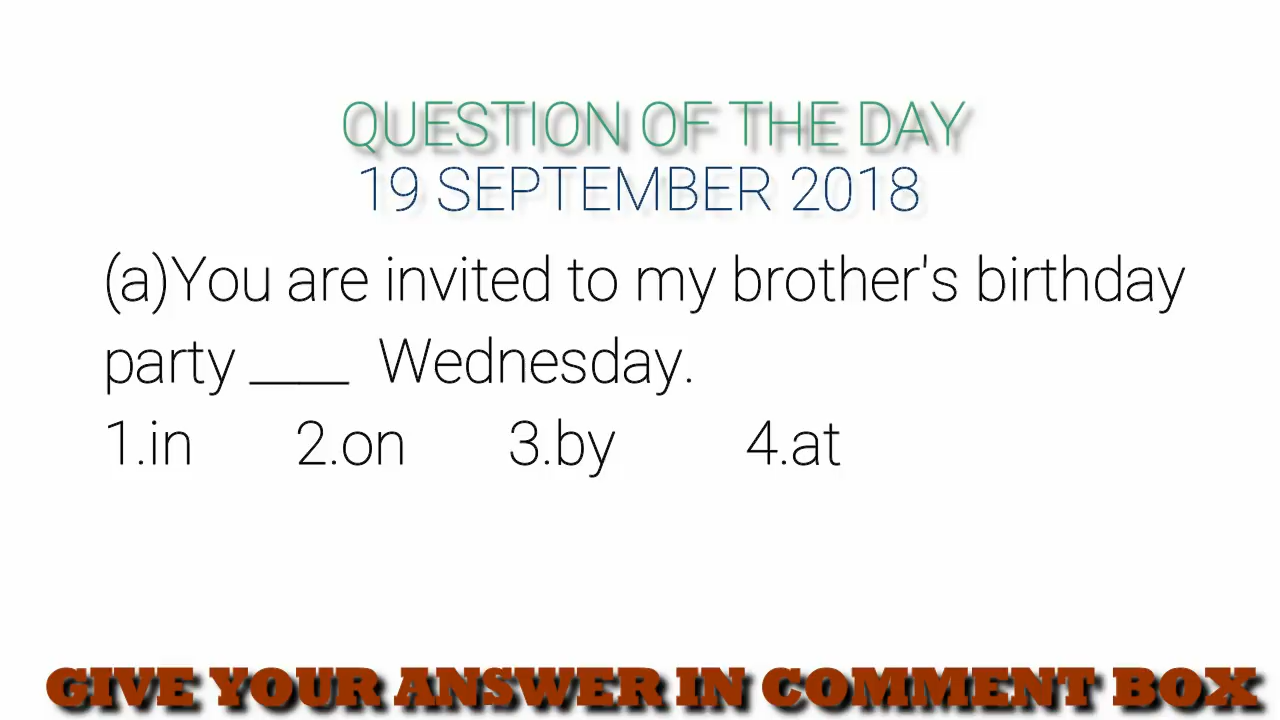 QUESTION OF THE DAY
19 SEPTEMBER 2018
(a)You are invited to my brother's birthday
party ____ Wednesday.
1.in 2.on 3.by 4.at
GIVE YOUR ANSWER IN COMMENT BOX